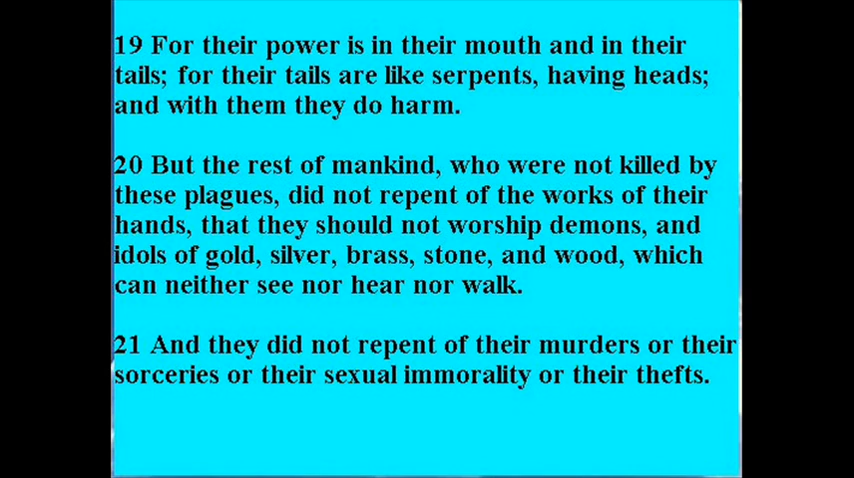 19 For their power is in their mouth and in their
tails; for their tails are like serpents, having heads;
and with them they do harm.
20 But the rest of mankind, who were not killed by
these plagues, did not repent of the works of their
hands, that they should not worship demons, and
idols of gold, silver, brass, stone, and wood, which
can neither see nor hear nor walk.
21 And they did not repent of their murders or their
sorceries or their sexual immorality or their thefts.